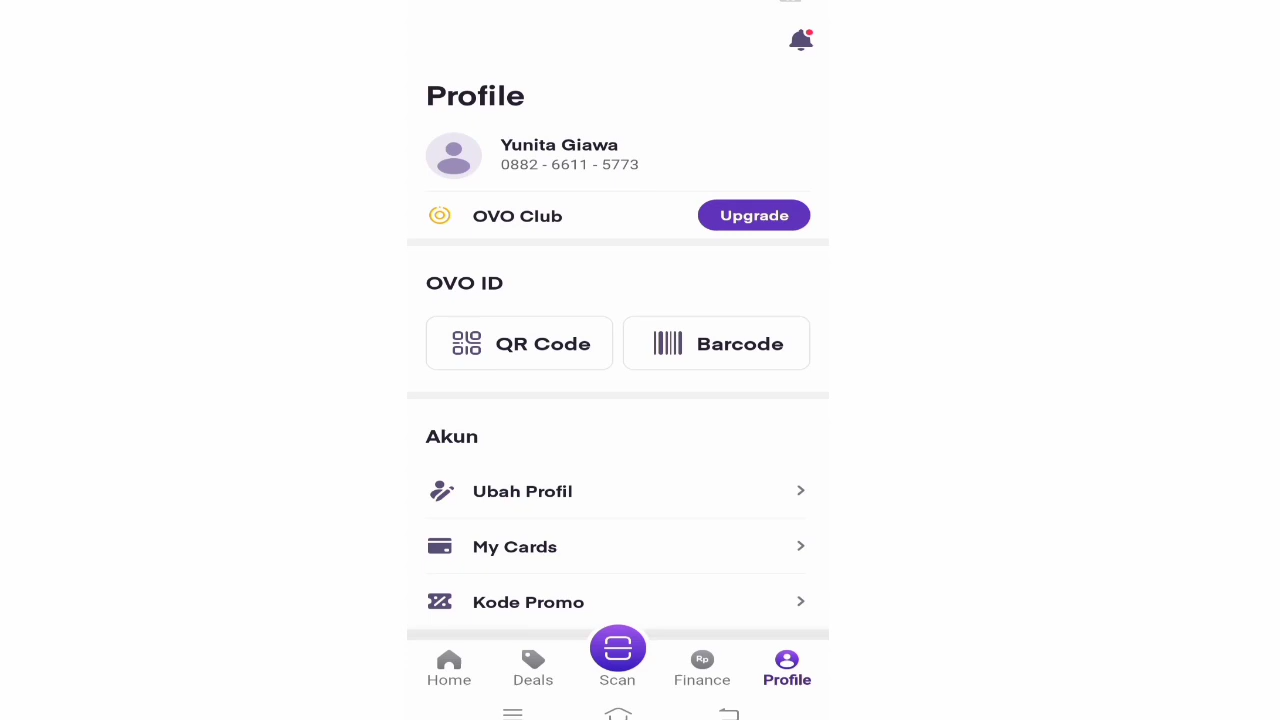 Profile
Yunita Giawa
0882 - 6611 - 5773
OVO Club
Upgrade
OVO ID
QR Code
Barcode
Akun
Ubah Profil
My Cards
Kode Promo
Rp
Home
Deals
Scan
Finance
Profile